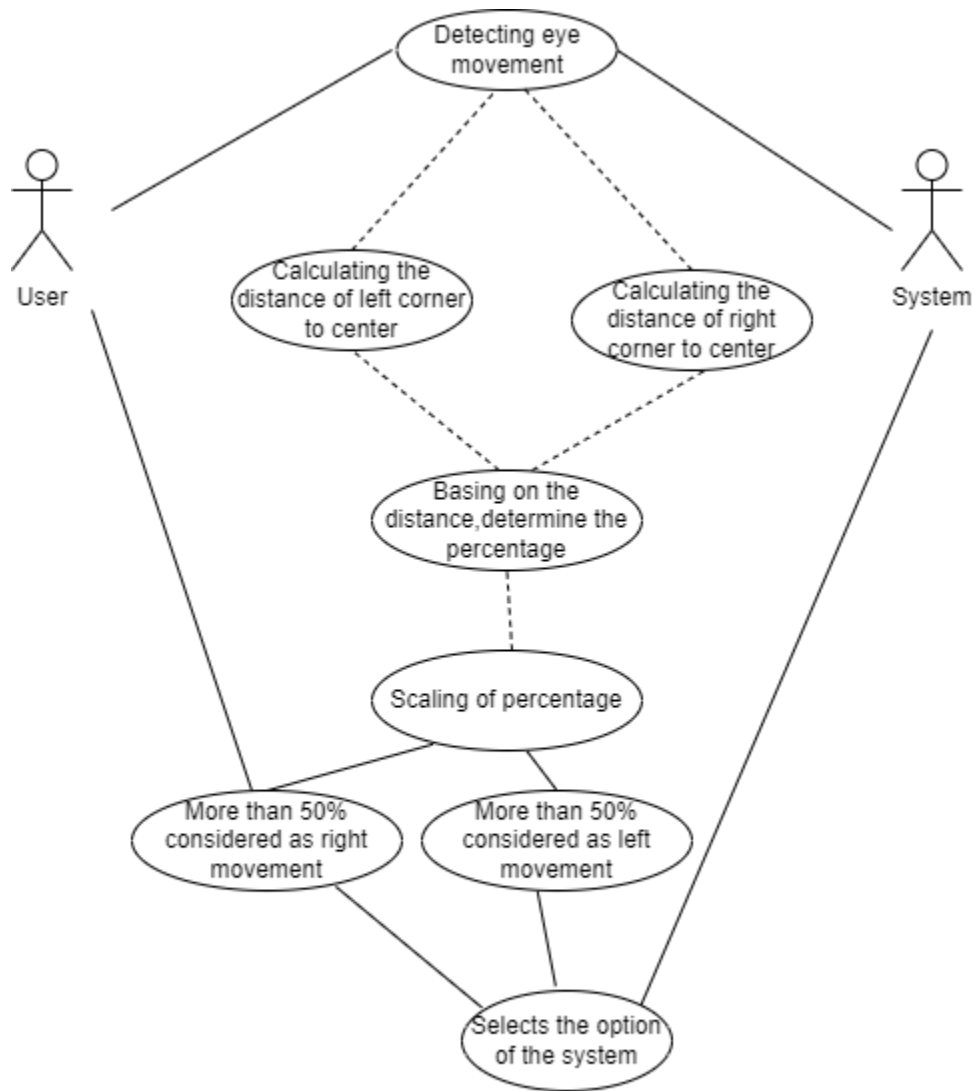 Detecting eye
movement
User
System
Calculating the
distance of left corner
to center
Calculating the
distance of right
corner to center
Basing on the
distance,determine the
percentage
Scaling of percentage
More than 50%
considered as right
movement
More than 50%
considered as left
movement
Selects the option
of the system